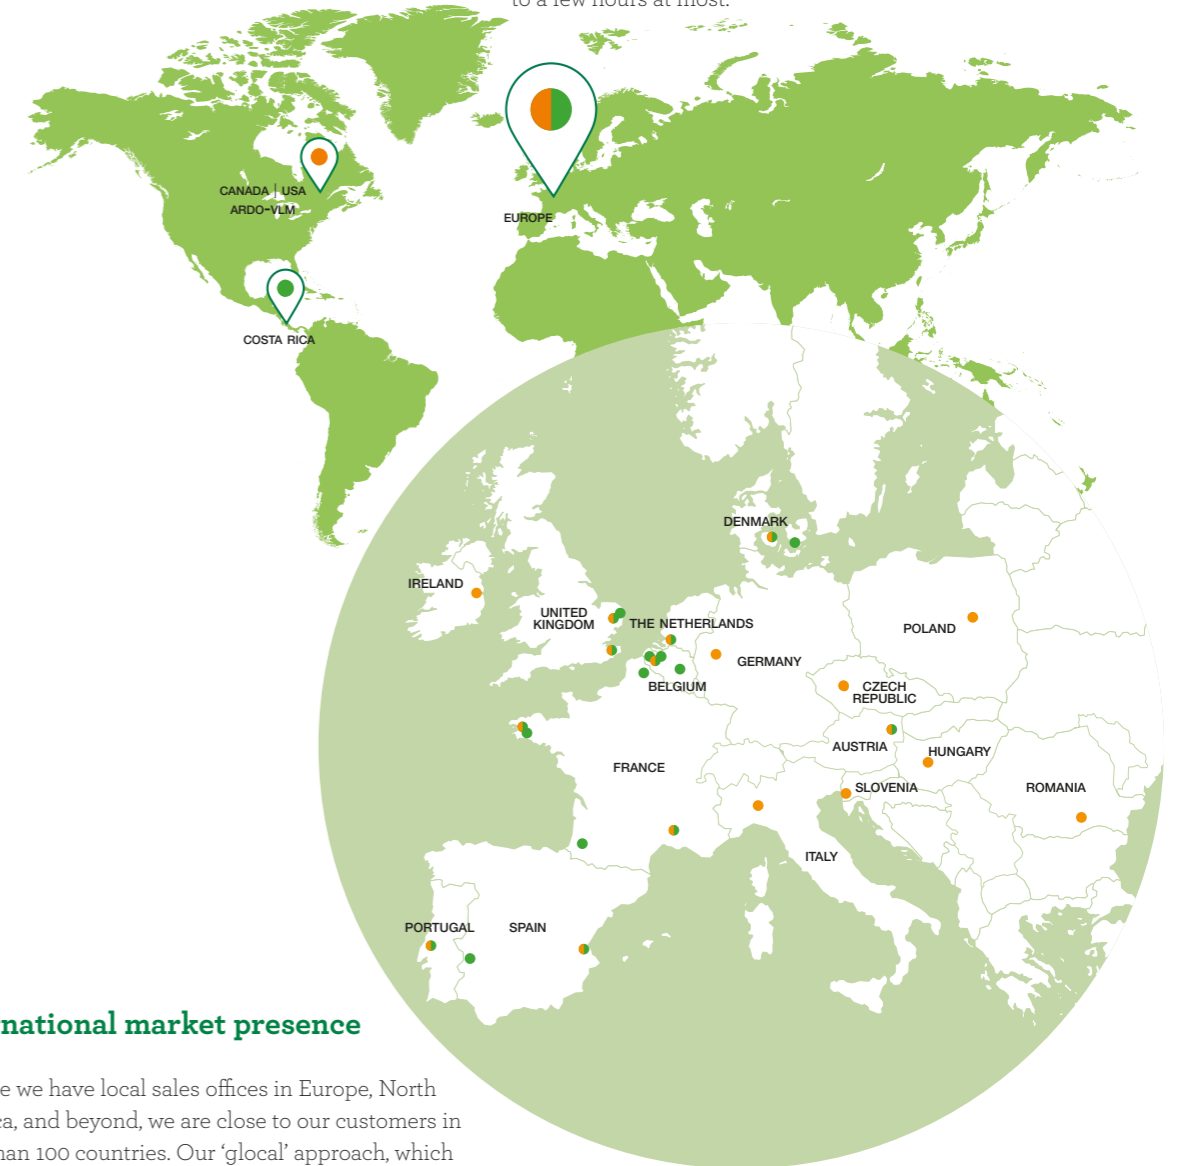 to a few hours at most.
CANADA | USA
ARDO-VLM
EUROPE
COSTA RICA
DENMARK
IRELAND
UNITED
KINGDOM
THE NETHERLANDS
POLAND
GERMANY
BELGIUM
CZECH
REPUBLIC
AUSTRIA
HUNGARY
FRANCE
SLOVENIA
ROMANIA
ITALY
PORTUGAL
SPAIN
national market presence
e we have local sales offices in Europe, North
ca, and beyond, we are close to our customers in
han 100 countries. Our ‘glocal’ approach, which